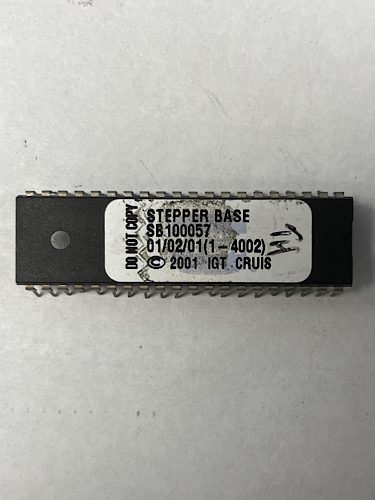 DO NOT COPY
STEPPER BASE
SB100057
01/02/01(1-4002)
© 2001 IGT CRUIS